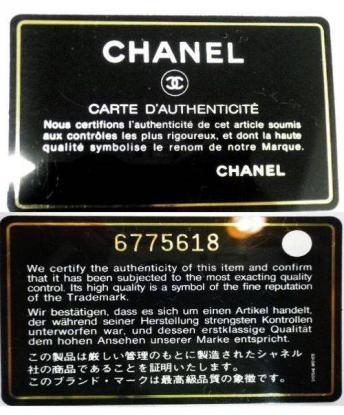 CHANEL
CARTE D'AUTHENTICITÉ
Nous certifions l'authenticité de cet article soumis
aux contrôles les plus rigoureux, et dont la haute
qualité symbolise le renom de notre Marque.
CHANEL
6775618
We certify the authenticity of this item and confirm
that it has been subjected to the most exacting quality
control. Its high quality is a symbol of the fine reputation
of the Trademark.
Wir bestätigen, dass es sich um einen Artikel handelt,
der während seiner Herstellung strengsten Kontrollen
unterworfen war, und dessen erstklassige Qualität
dem hohen Ansehen unserer Marke entspricht.
この製品は厳しい管理のもとに製造されたシャネル
社の商品であることを証明いたします。
このブランド・マークは最高級品質の象徴です。